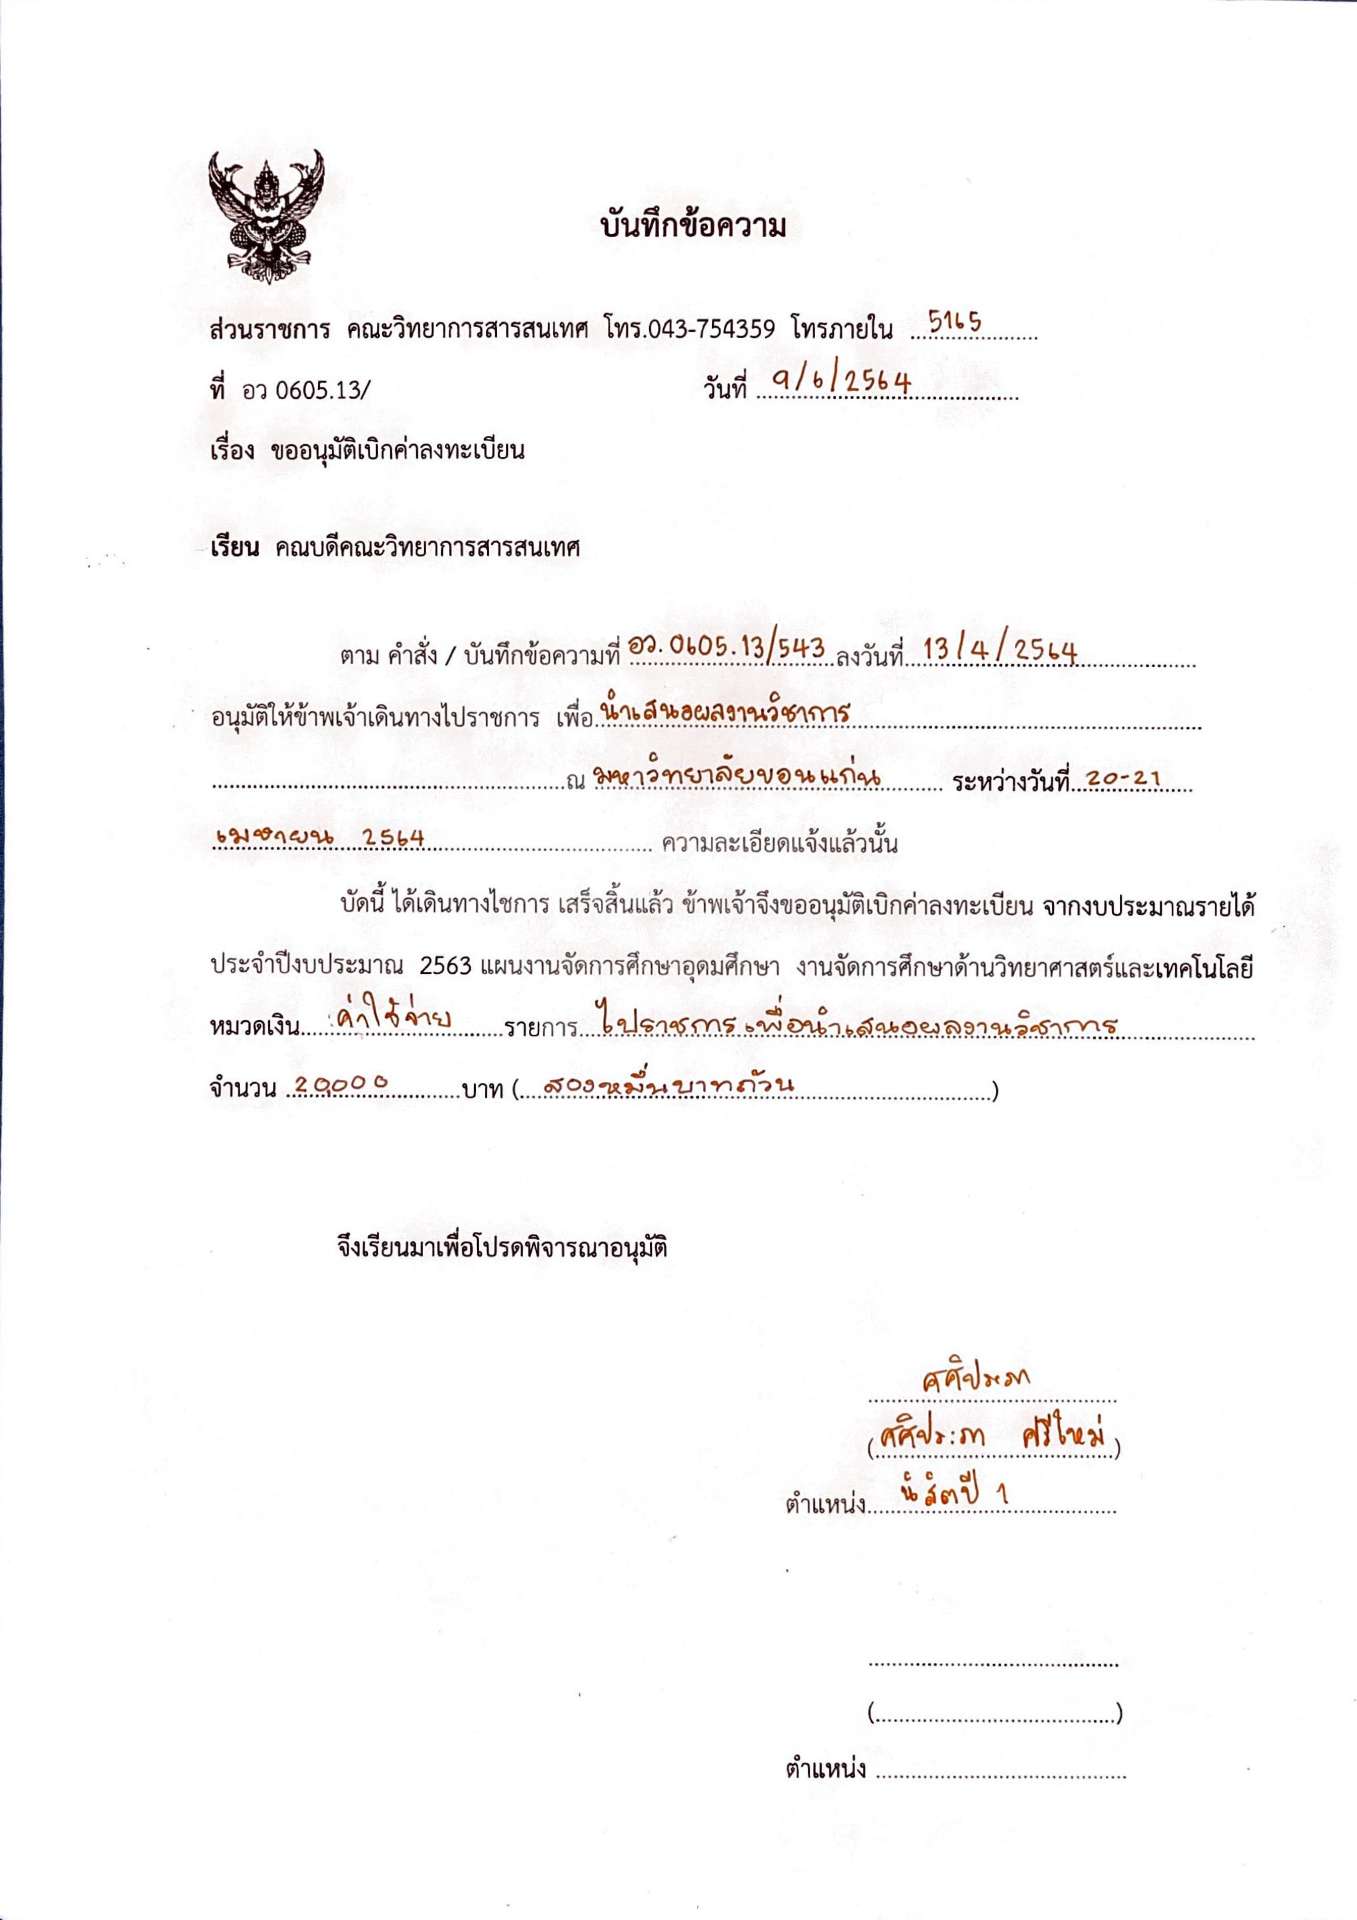 บันทึกข้อความ
ส่วนราชการ คณะวิทยาการสารสนเทศ โทร.043-754359 โทรภายใน 5165
ที่ อว 0605.13/ วันที่ 9/6/2564
เรื่อง ขออนุมัติเบิกค่าลงทะเบียน
เรียน คณบดีคณะวิทยาการสารสนเทศ
ตาม คำสั่ง / บันทึกข้อความที่ อว.0605.13/543 ลงวันที่ 13/4/2564
อนุมัติให้ข้าพเจ้าเดินทางไปราชการ เพื่อ นำเสนอผลงานวิชาการ
ณ มหาวิทยาลัยขอนแก่น ระหว่างวันที่ 20-21
เมษายน 2564 ความละเอียดแจ้งแล้วนั้น
บัดนี้ ได้เดินทางไชการ เสร็จสิ้นแล้ว ข้าพเจ้าจึงขออนุมัติเบิกค่าลงทะเบียน จากงบประมาณรายได้
ประจำปีงบประมาณ 2563 แผนงานจัดการศึกษาอุดมศึกษา งานจัดการศึกษาด้านวิทยาศาสตร์และเทคโนโลยี
หมวดเงิน ค่าใช้จ่าย รายการ ไปราชการเพื่อนำเสนอผลงานวิชาการ
จำนวน 20,000 บาท ( สองหมื่นบาทถ้วน )
จึงเรียนมาเพื่อโปรดพิจารณาอนุมัติ
ศศิประภา
( ศศิประภา ศรีใหม่ )
ตำแหน่ง นิสิตปี 1
( )
ตำแหน่ง